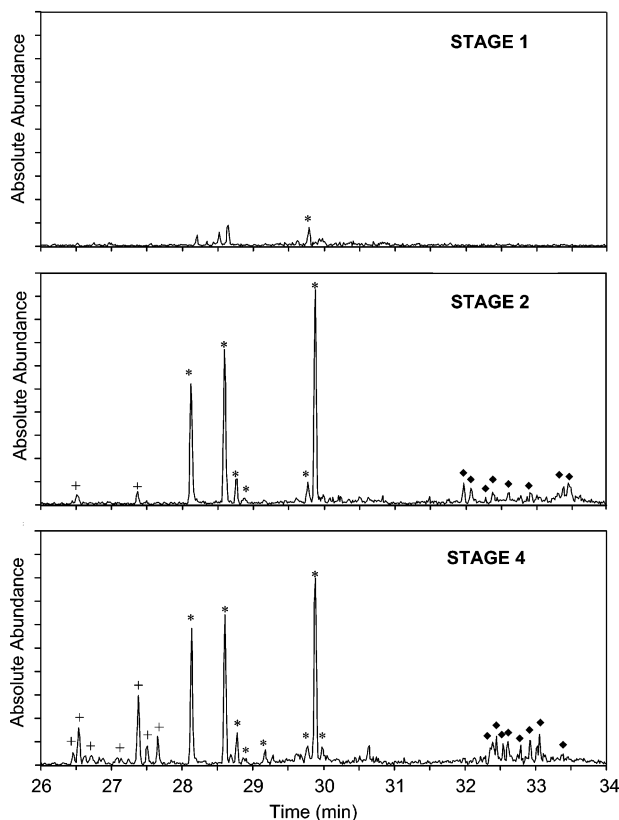 STAGE 1
Absolute Abundance
*
STAGE 2
Absolute Abundance
+ + * * * * * * ◆ ◆ ◆ ◆ ◆ ◆ ◆ ◆
STAGE 4
Absolute Abundance
+ + + + + + + * * * * * * * * ◆ ◆ ◆ ◆ ◆ ◆ ◆ ◆
26 27 28 29 30 31 32 33 34
Time (min)